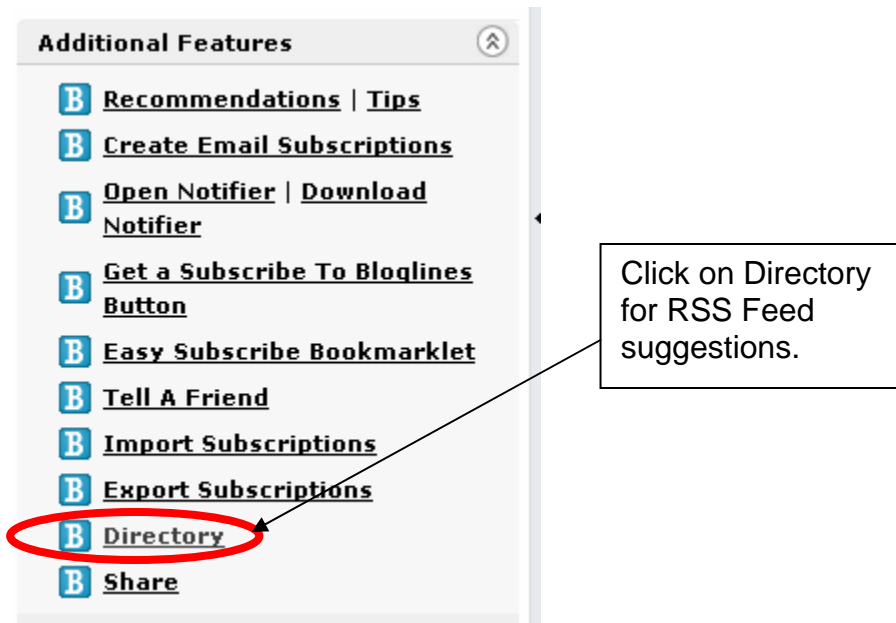 Additional Features
B Recommendations | Tips
B Create Email Subscriptions
B Open Notifier | Download
Notifier
B Get a Subscribe To Bloglines
Button
B Easy Subscribe Bookmarklet
B Tell A Friend
B Import Subscriptions
B Export Subscriptions
B Directory
B Share
Click on Directory
for RSS Feed
suggestions.